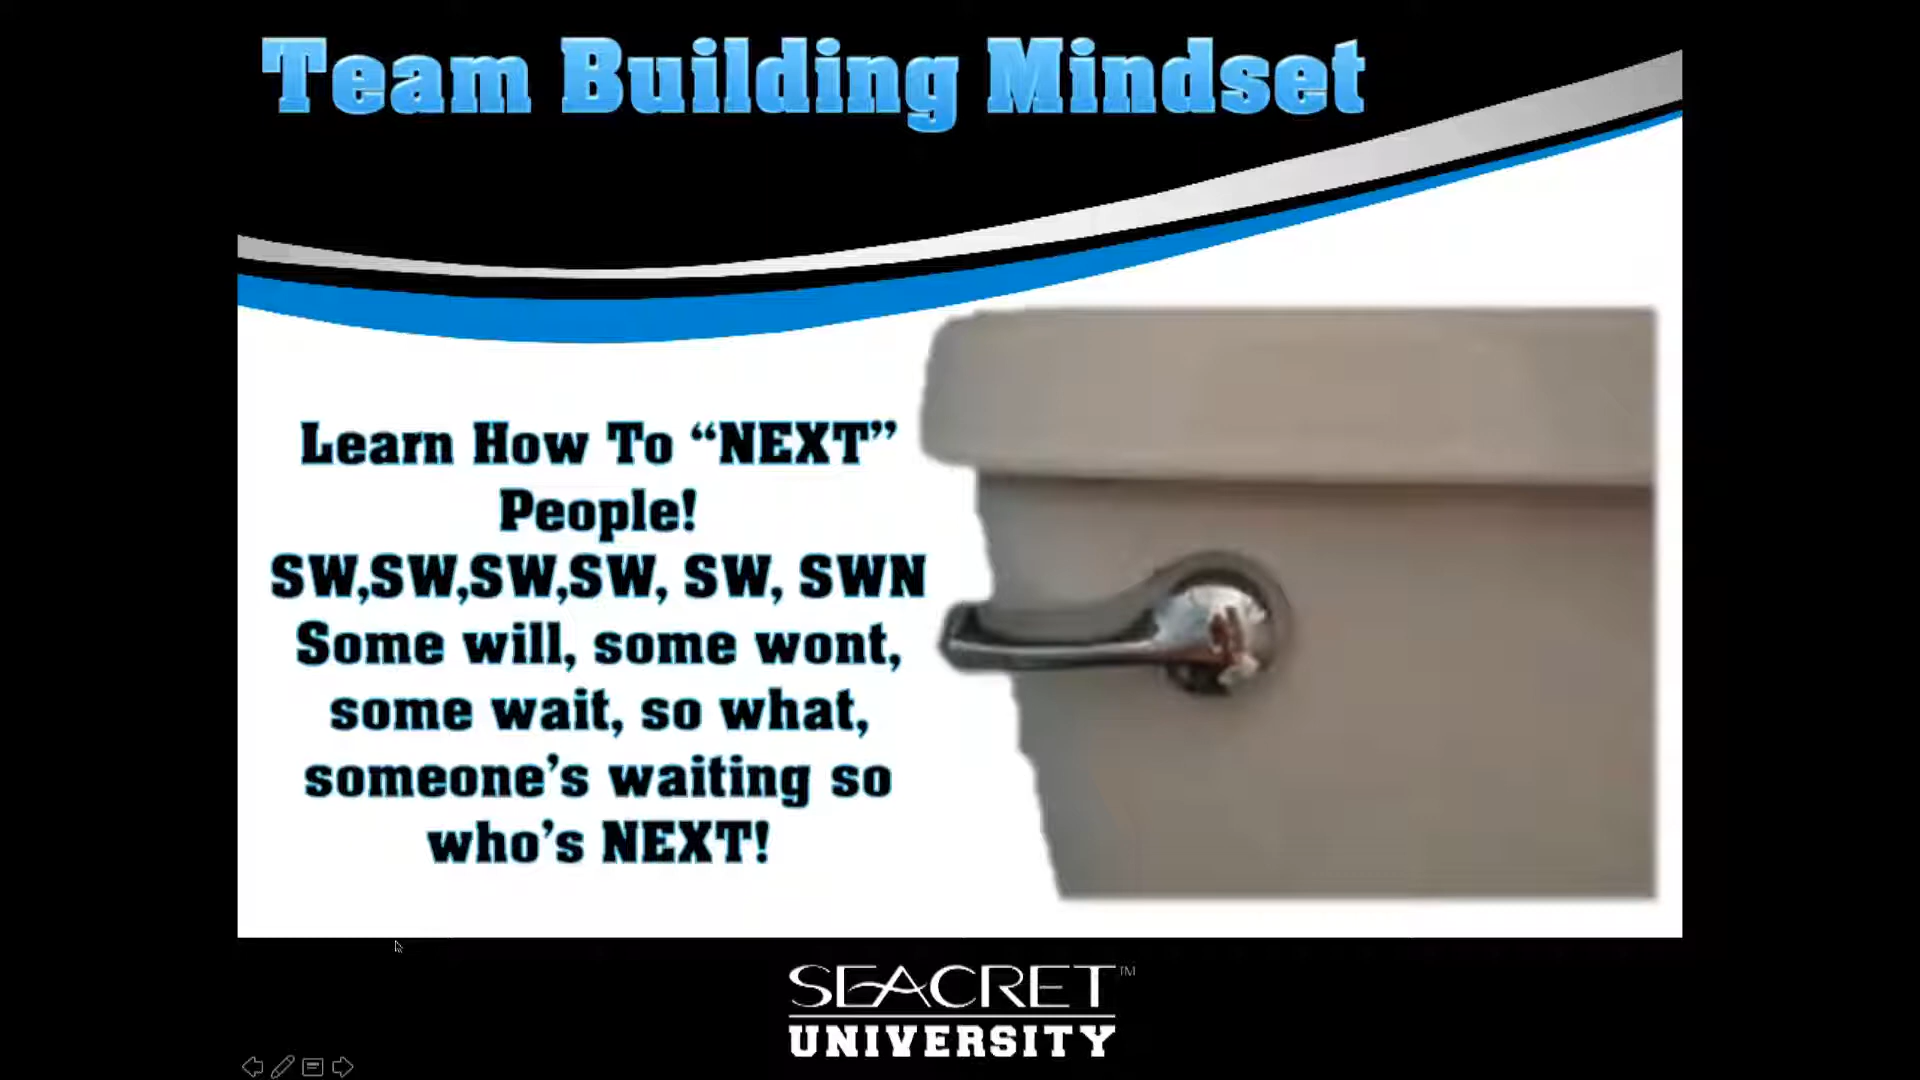 Team Building Mindset
Learn How To “NEXT”
People!
SW,SW,SW,SW, SW, SWN
Some will, some wont,
some wait, so what,
someone’s waiting so
who’s NEXT!
SEACRET™
UNIVERSITY